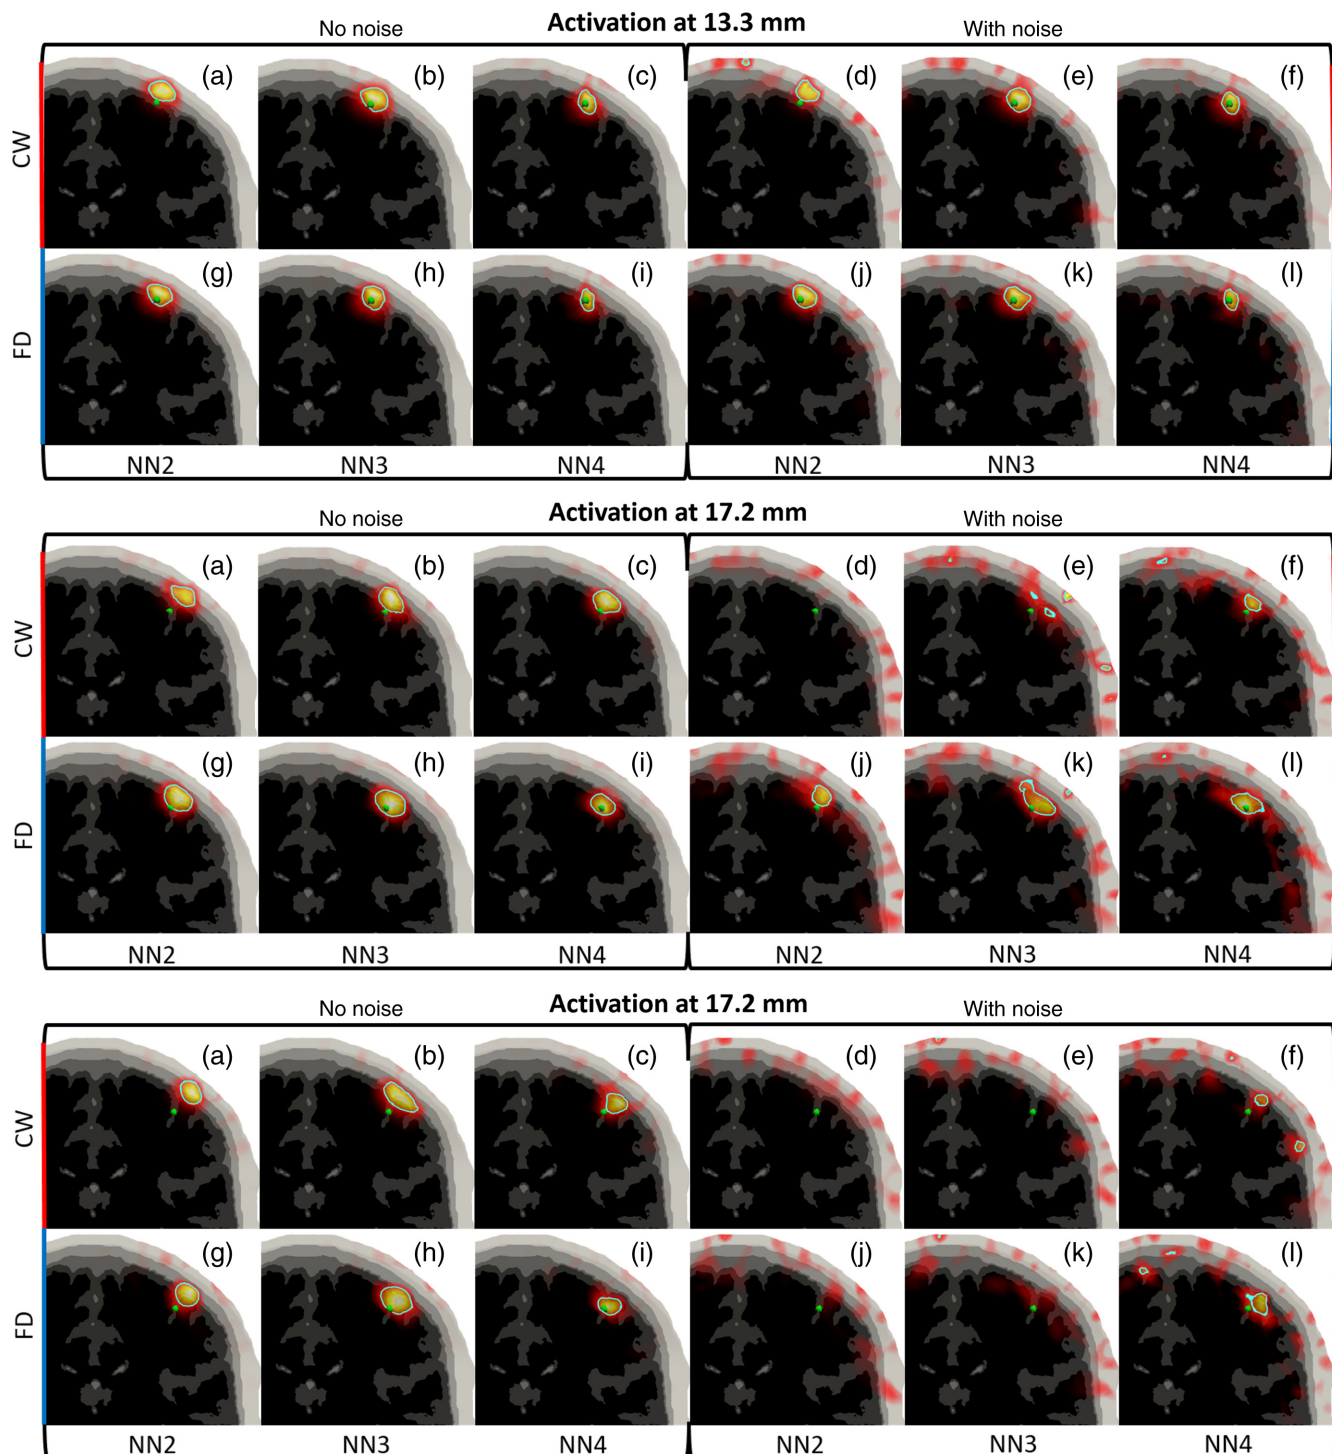 Activation at 13.3 mm
No noise With noise
CW (a) (b) (c) (d) (e) (f)
FD (g) (h) (i) (j) (k) (l)
NN2 NN3 NN4 NN2 NN3 NN4
Activation at 17.2 mm
No noise With noise
CW (a) (b) (c) (d) (e) (f)
FD (g) (h) (i) (j) (k) (l)
NN2 NN3 NN4 NN2 NN3 NN4
Activation at 17.2 mm
No noise With noise
CW (a) (b) (c) (d) (e) (f)
FD (g) (h) (i) (j) (k) (l)
NN2 NN3 NN4 NN2 NN3 NN4